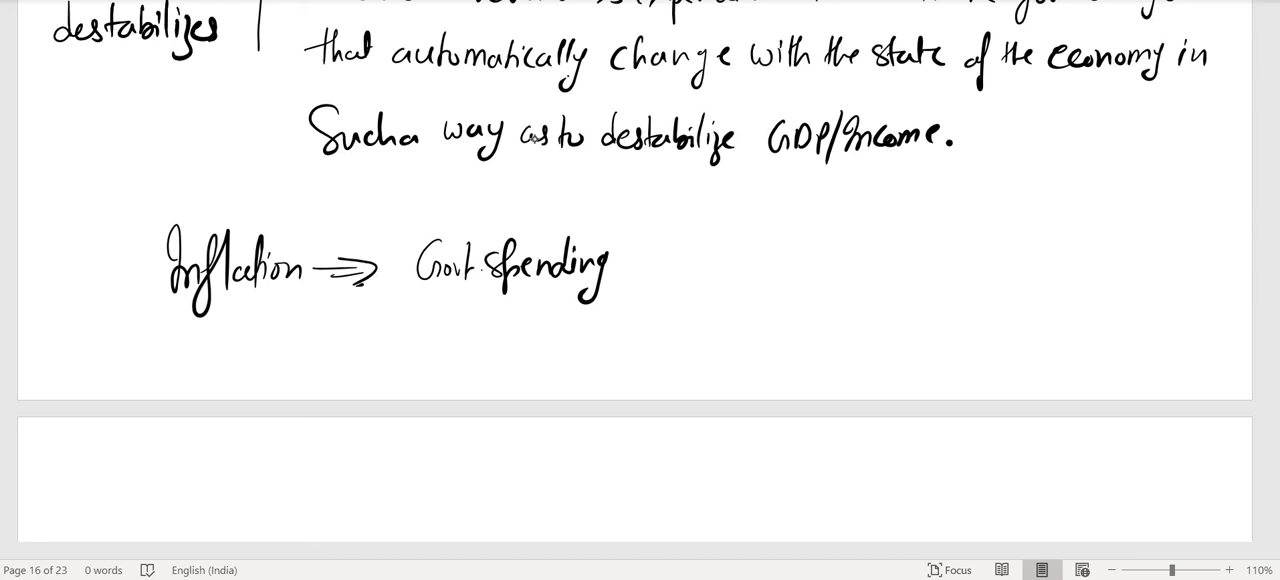 destabilizes
that automatically change with the state of the economy in
Such a way as to destabilize GDP/Income.
Inflation ⇒ Govt. Spending
Page 16 of 23 0 words English (India) Focus 110%